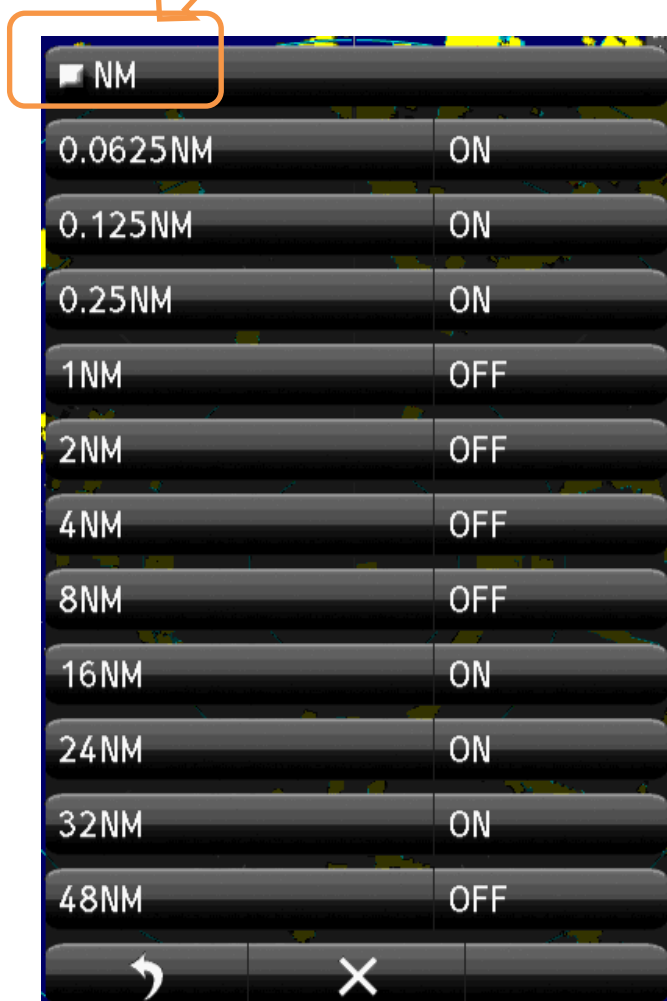 NM
0.0625NM ON
0.125NM ON
0.25NM ON
1NM OFF
2NM OFF
4NM OFF
8NM OFF
16NM ON
24NM ON
32NM ON
48NM OFF